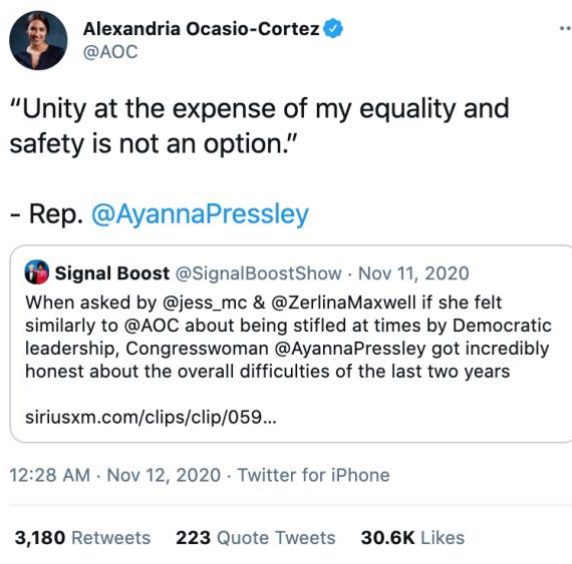 Alexandria Ocasio-Cortez
@AOC
“Unity at the expense of my equality and
safety is not an option.”
- Rep. @AyannaPressley
Signal Boost @SignalBoostShow · Nov 11, 2020
When asked by @jess_mc & @ZerlinaMaxwell if she felt
similarly to @AOC about being stifled at times by Democratic
leadership, Congresswoman @AyannaPressley got incredibly
honest about the overall difficulties of the last two years
siriusxm.com/clips/clip/059...
12:28 AM · Nov 12, 2020 · Twitter for iPhone
3,180 Retweets 223 Quote Tweets 30.6K Likes